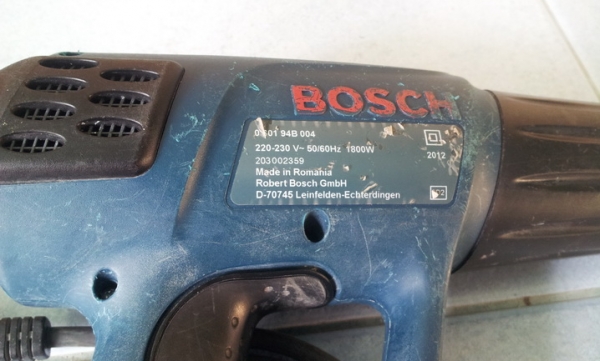 BOSCH
0 601 94B 004
220-230 V~ 50/60Hz 1800W
203002359
Made in Romania
Robert Bosch GmbH
D-70745 Leinfelden-Echterdingen
2012